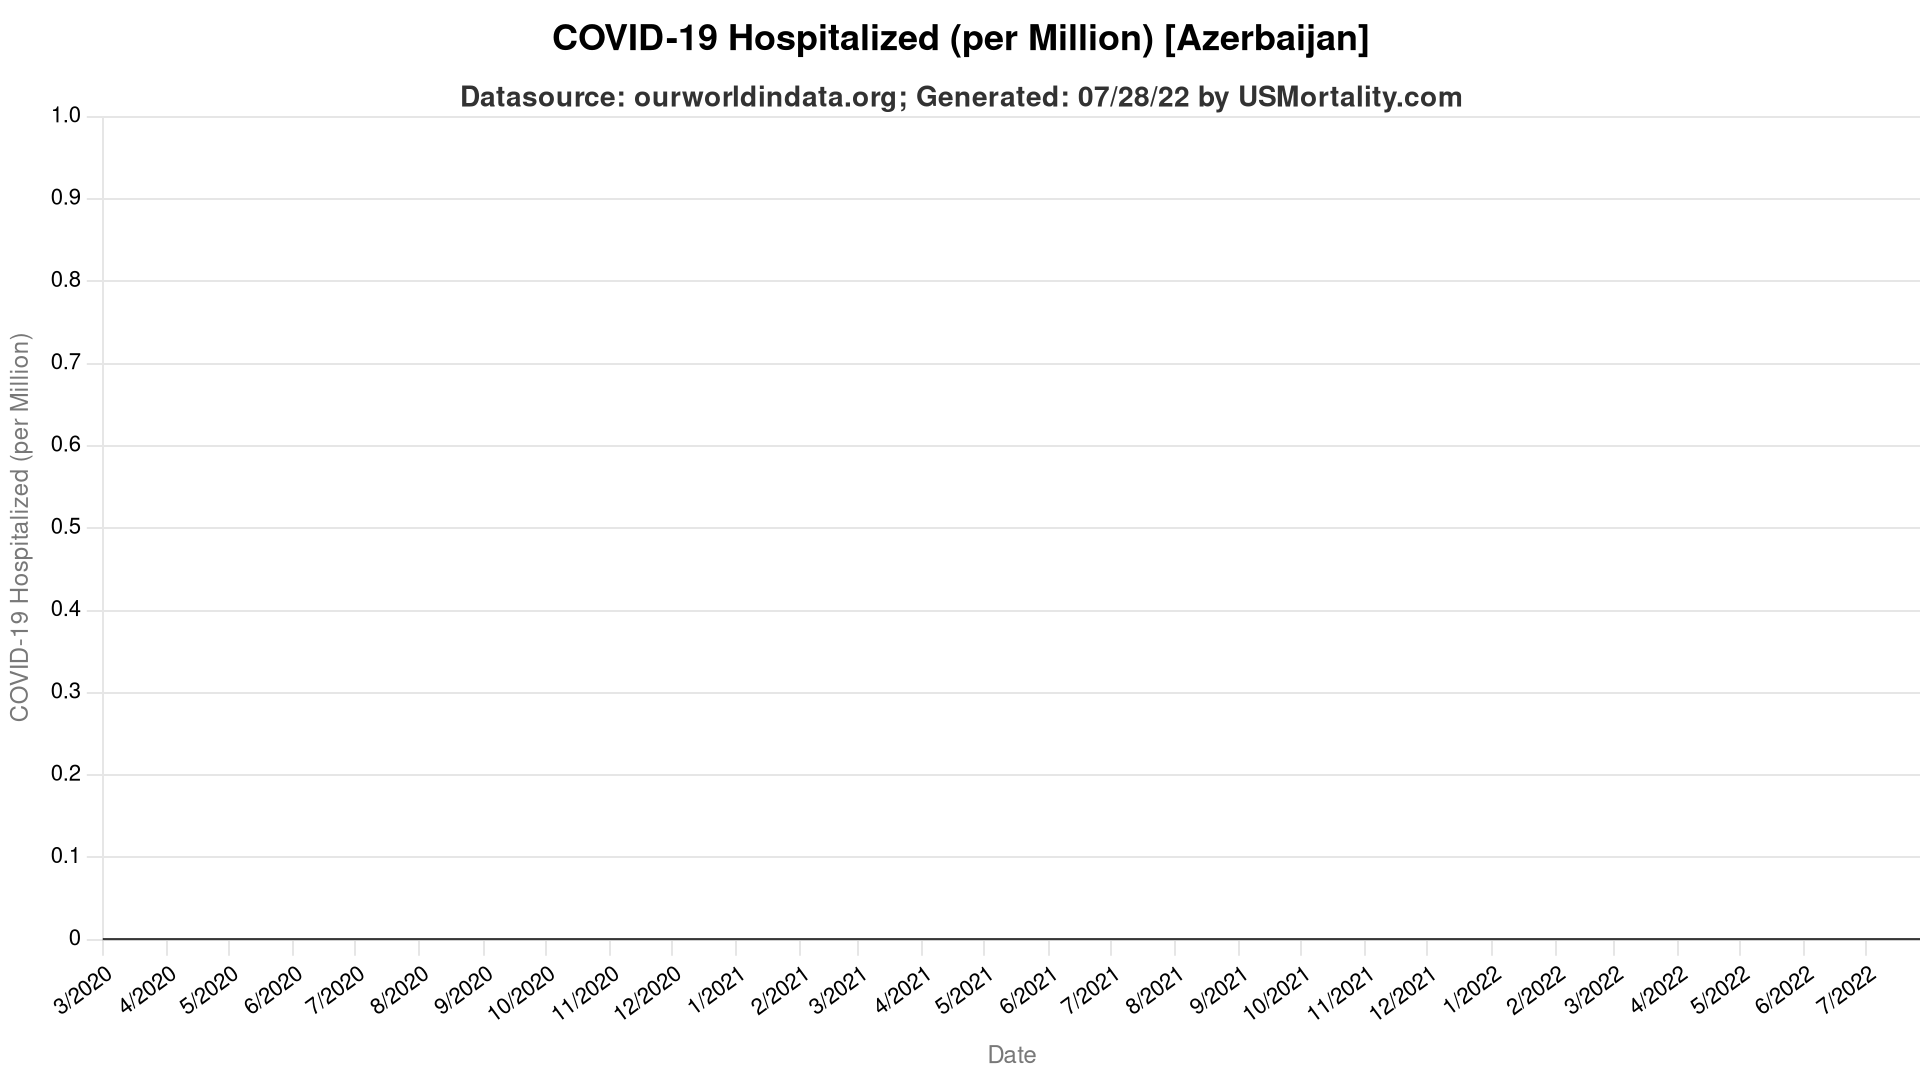 COVID-19 Hospitalized (per Million) [Azerbaijan]
Datasource: ourworldindata.org; Generated: 07/28/22 by USMortality.com
1.0
0.9
0.8
0.7
0.6
0.5
0.4
0.3
0.2
0.1
0
COVID-19 Hospitalized (per Million)
3/2020 4/2020 5/2020 6/2020 7/2020 8/2020 9/2020 10/2020 11/2020 12/2020 1/2021 2/2021 3/2021 4/2021 5/2021 6/2021 7/2021 8/2021 9/2021 10/2021 11/2021 12/2021 1/2022 2/2022 3/2022 4/2022 5/2022 6/2022 7/2022
Date